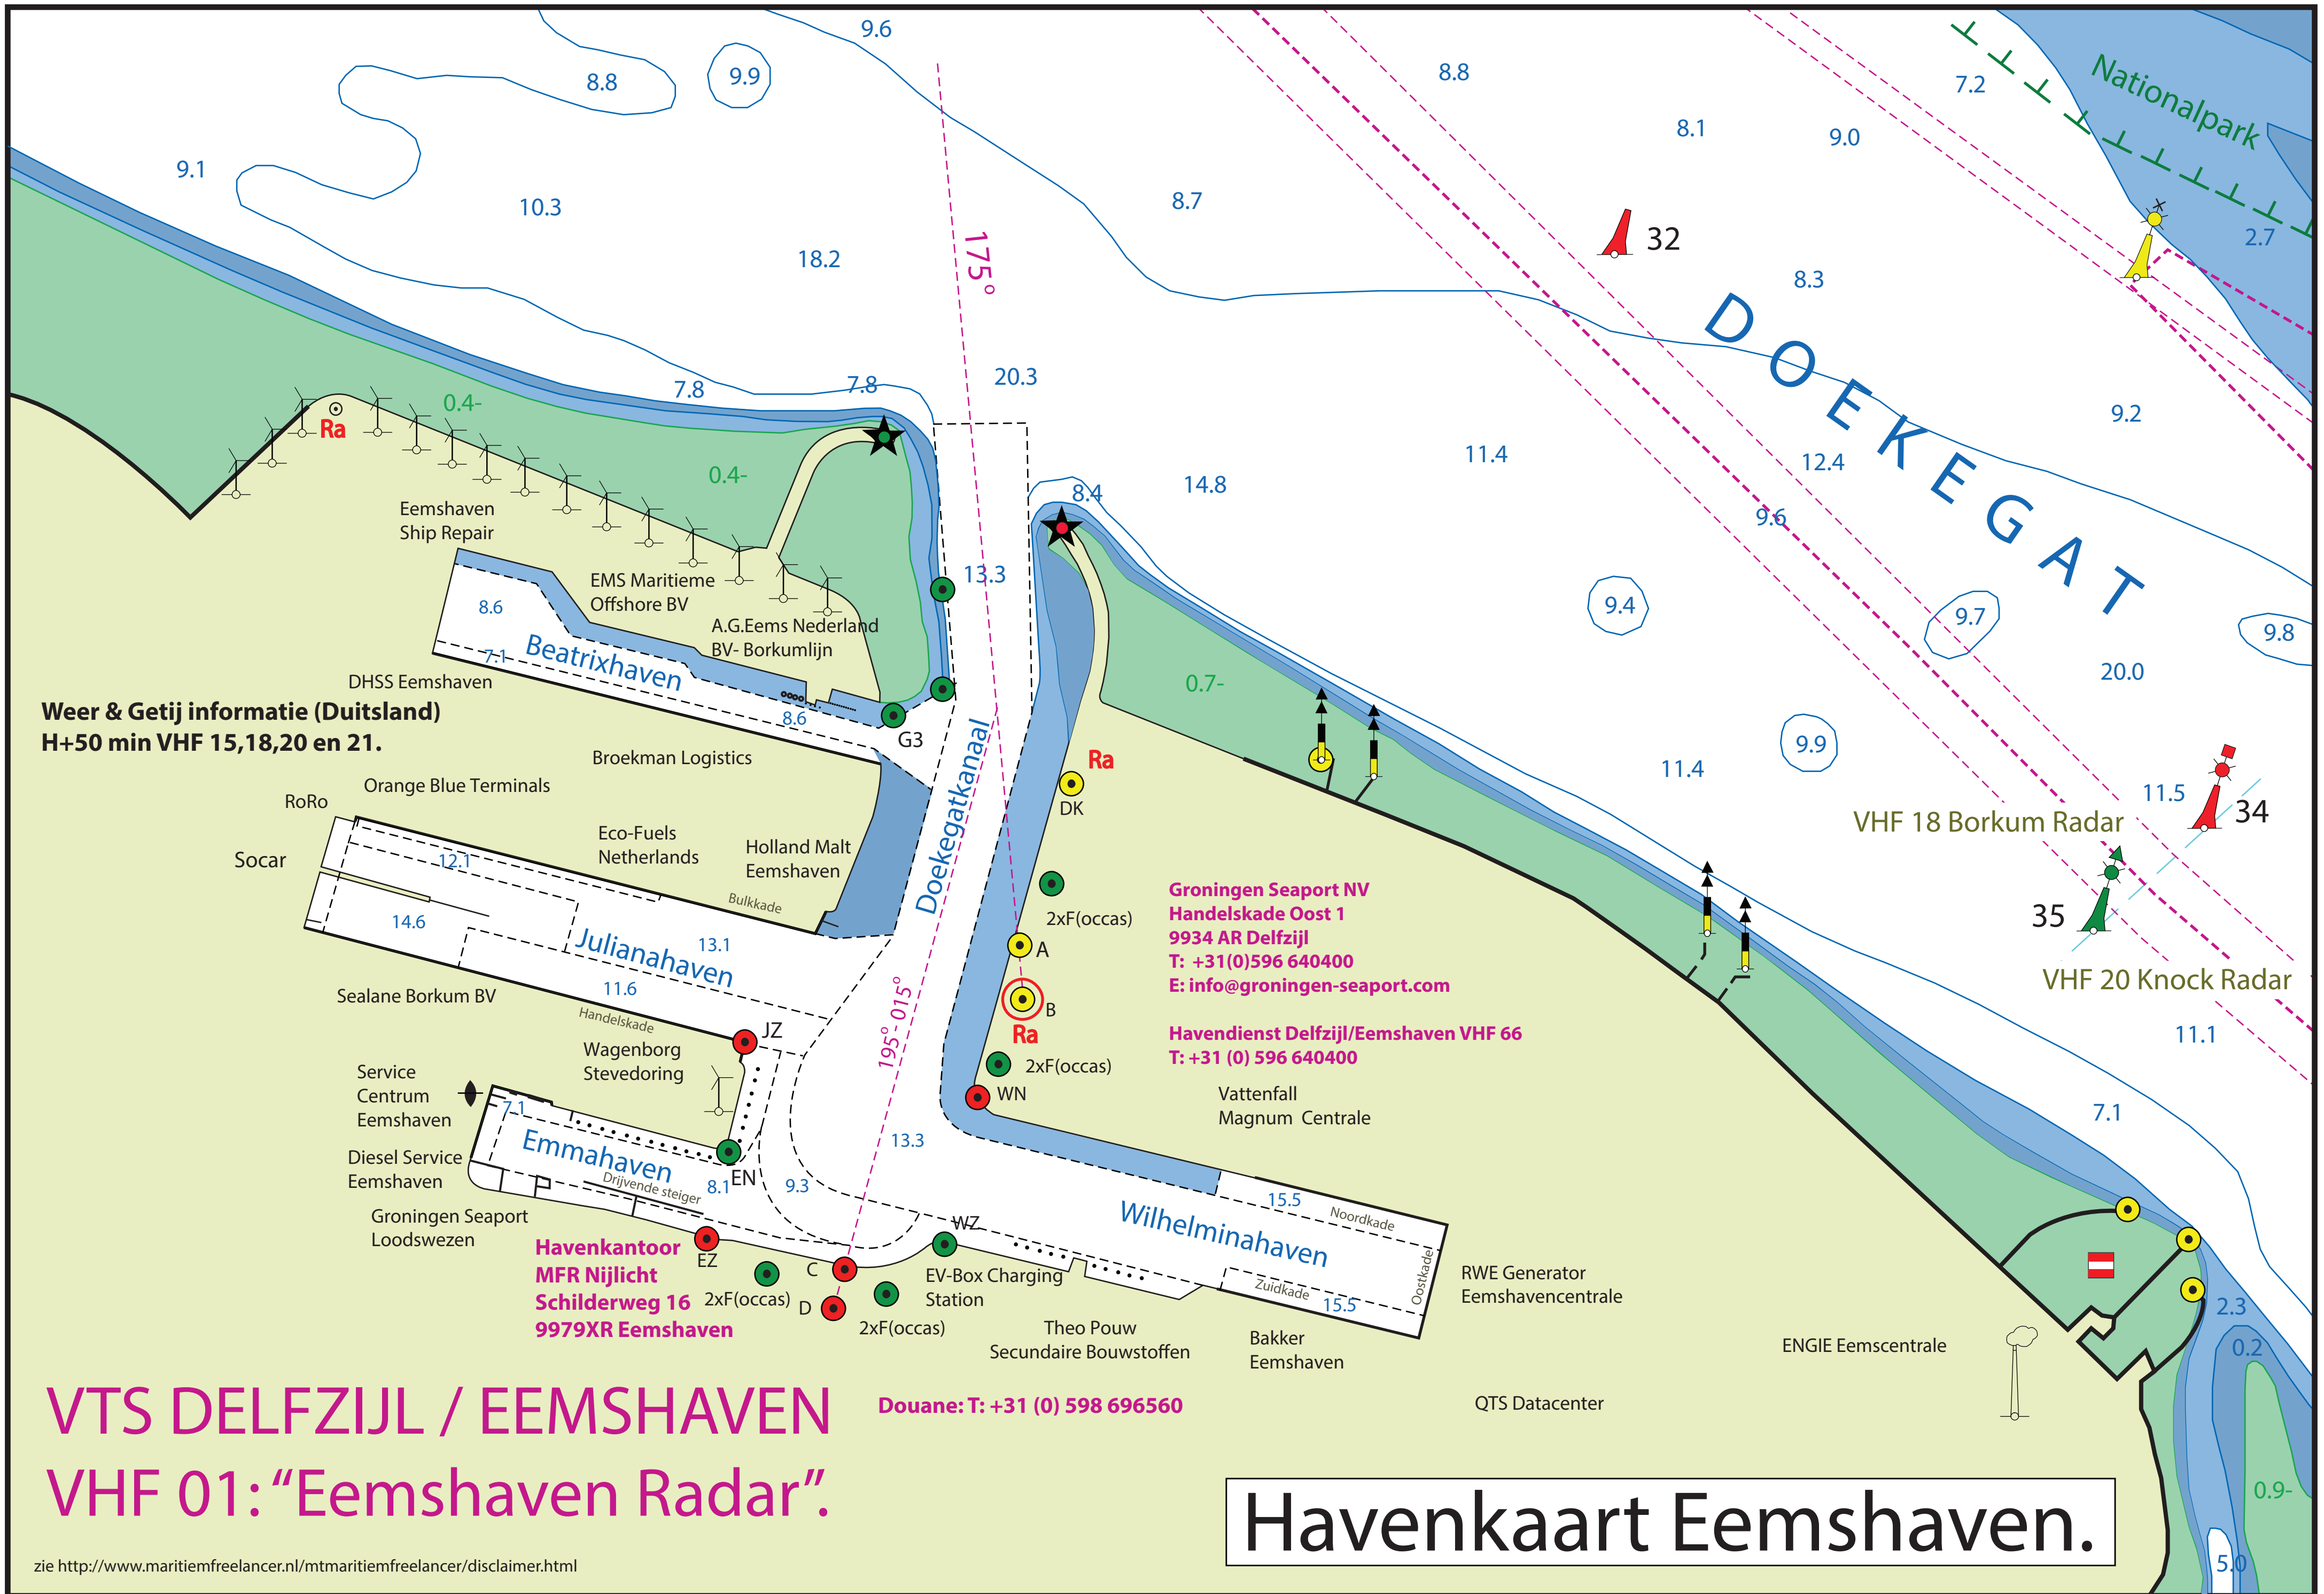 9.6
8.8
9.9
8.8
7.2
Nationalpark
8.1
9.0
9.1
10.3
8.7
32
2.7
18.2
175°
8.3
DOEKEGAT
20.3
7.8
7.8
0.4-
Ra
9.2
11.4
12.4
0.4-
14.8
8.4
9.6
Eemshaven
Ship Repair
13.3
EMS Maritieme
Offshore BV
8.6
9.4
9.7
9.8
A.G.Eems Nederland
BV- Borkumlijn
Beatrixhaven
7.1
DHSS Eemshaven
0.7-
20.0
Weer & Getij informatie (Duitsland)
H+50 min VHF 15,18,20 en 21.
8.6
G3
9.9
Broekman Logistics
Ra
DK
11.4
11.5
34
Orange Blue Terminals
RoRo
VHF 18 Borkum Radar
Eco-Fuels
Netherlands
Holland Malt
Eemshaven
Doekegatkanaal
Socar
12.1
Bulkkade
14.6
Julianahaven
13.1
2xF(occas)
A
35
Groningen Seaport NV
Handelskade Oost 1
9934 AR Delfzijl
T: +31(0)596 640400
E: info@groningen-seaport.com
VHF 20 Knock Radar
Sealane Borkum BV
11.6
Handelskade
195°- 015°
B
Ra
JZ
Havendienst Delfzijl/Eemshaven VHF 66
T: +31 (0) 596 640400
11.1
Wagenborg
Stevedoring
2xF(occas)
WN
Service
Centrum
Eemshaven
7.1
Vattenfall
Magnum Centrale
7.1
Emmahaven
13.3
Diesel Service
Eemshaven
Drijvende steiger
8.1
EN
9.3
15.5
Noordkade
Wilhelminahaven
Groningen Seaport
Loodswezen
WZ
EZ
C
Havenkantoor
MFR Nijlicht
Schilderweg 16
9979XR Eemshaven
2xF(occas)
D
2xF(occas)
EV-Box Charging
Station
Zuidkade
15.5
Oostkade
RWE Generator
Eemshavencentrale
2.3
0.2
Theo Pouw
Secundaire Bouwstoffen
Bakker
Eemshaven
ENGIE Eemscentrale
VTS DELFZIJL / EEMSHAVEN
VHF 01: “Eemshaven Radar”.
Douane: T: +31 (0) 598 696560
QTS Datacenter
0.9-
Havenkaart Eemshaven.
5.0
zie http://www.maritiemfreelancer.nl/mtmaritiemfreelancer/disclaimer.html